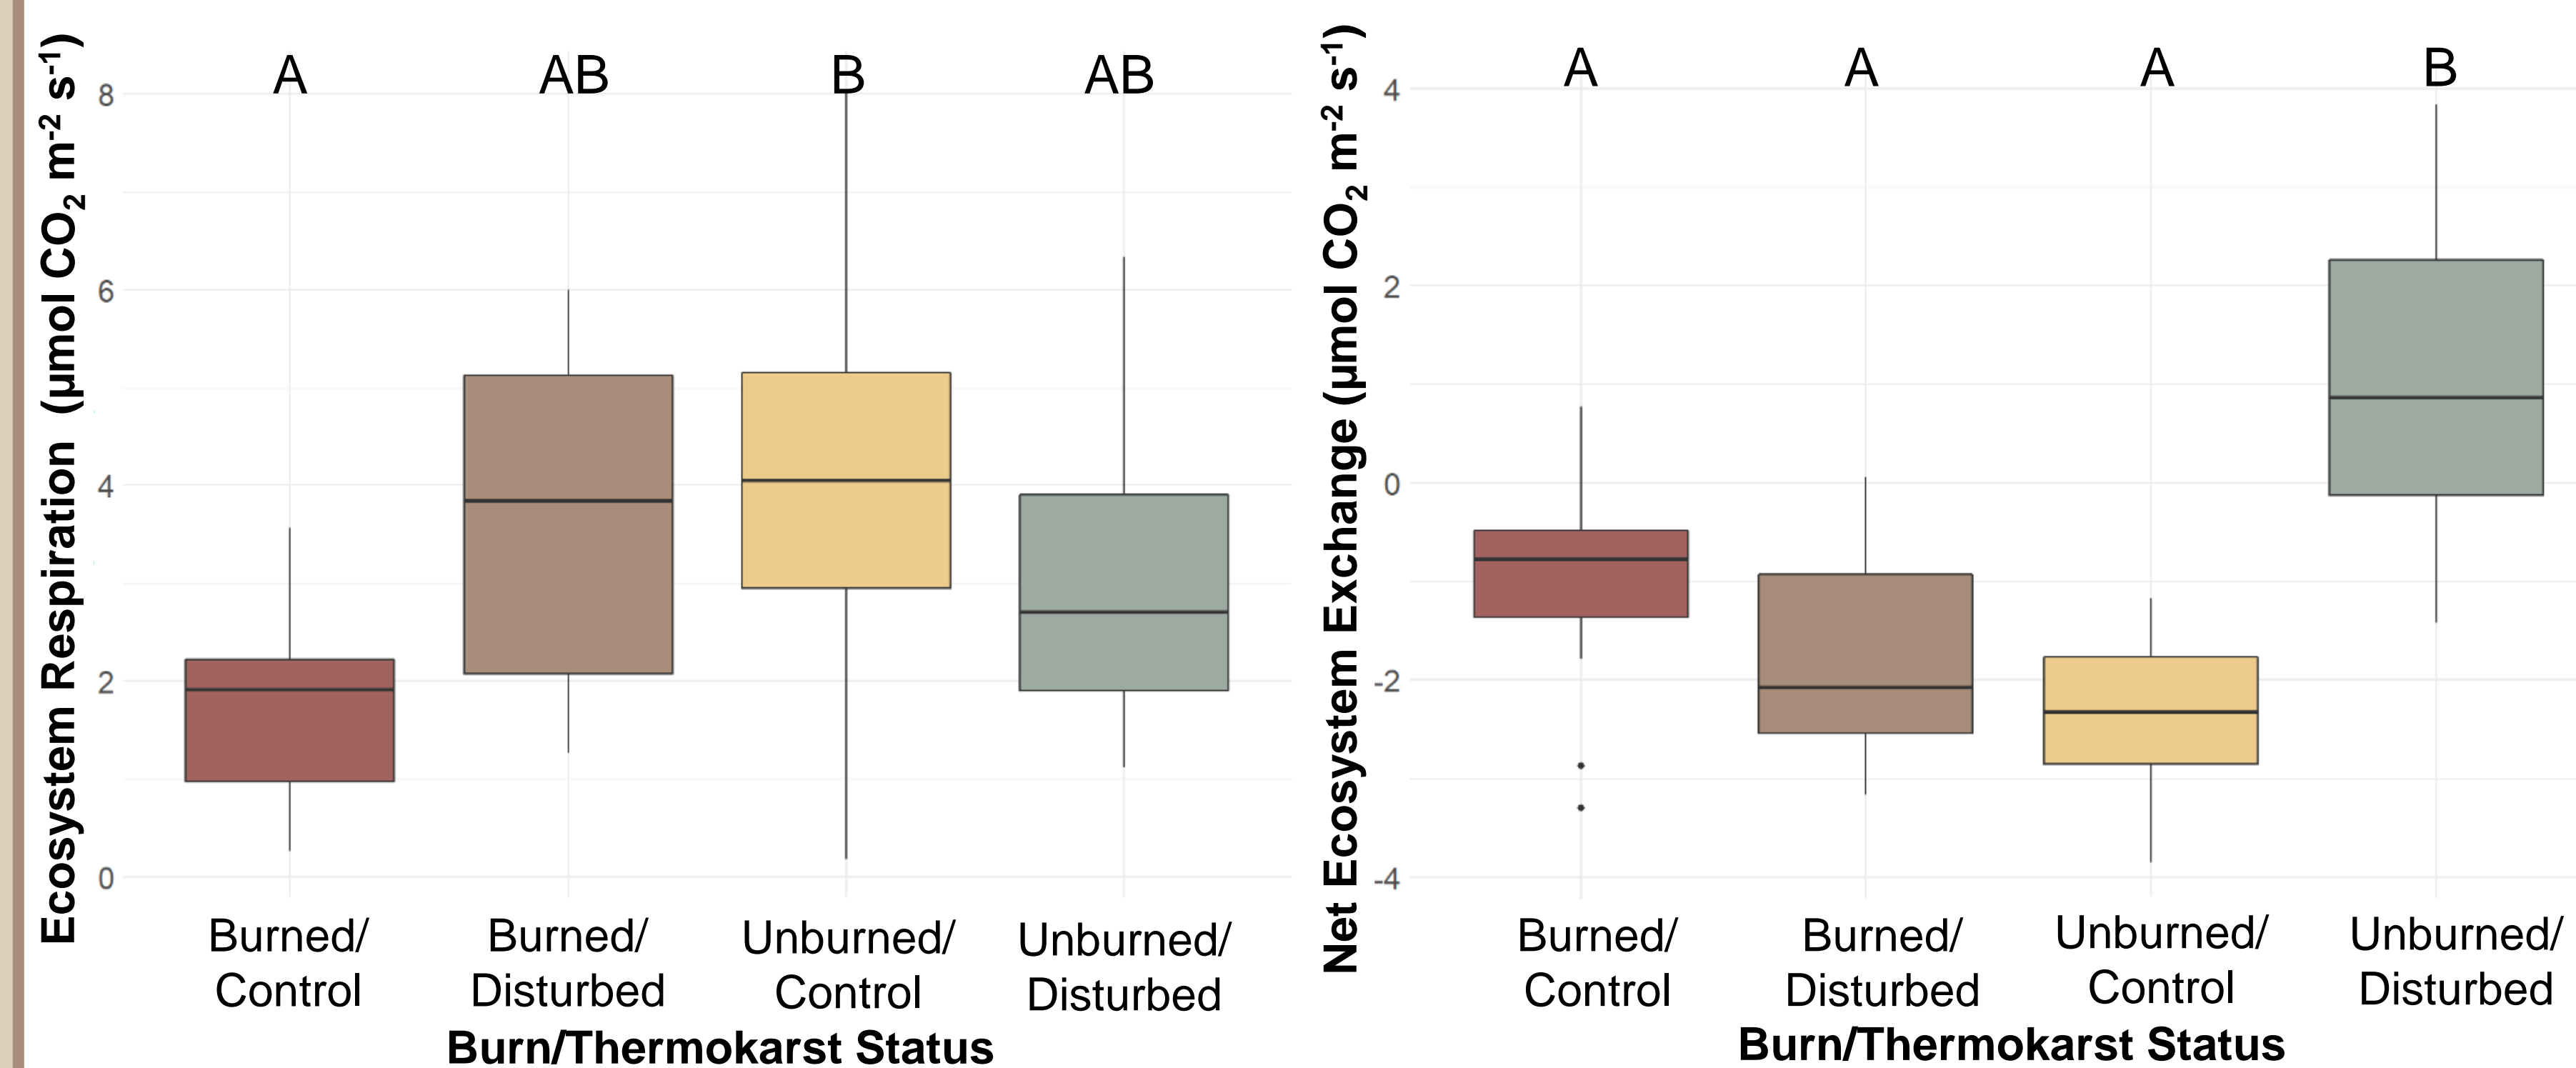 Ecosystem Respiration (µmol CO₂ m⁻² s⁻¹)
A AB B AB
8
6
4
2
0
Burned/ Burned/ Unburned/ Unburned/
Control Disturbed Control Disturbed
Burn/Thermokarst Status
Net Ecosystem Exchange (µmol CO₂ m⁻² s⁻¹)
A A A B
4
2
0
-2
-4
Burned/ Burned/ Unburned/ Unburned/
Control Disturbed Control Disturbed
Burn/Thermokarst Status